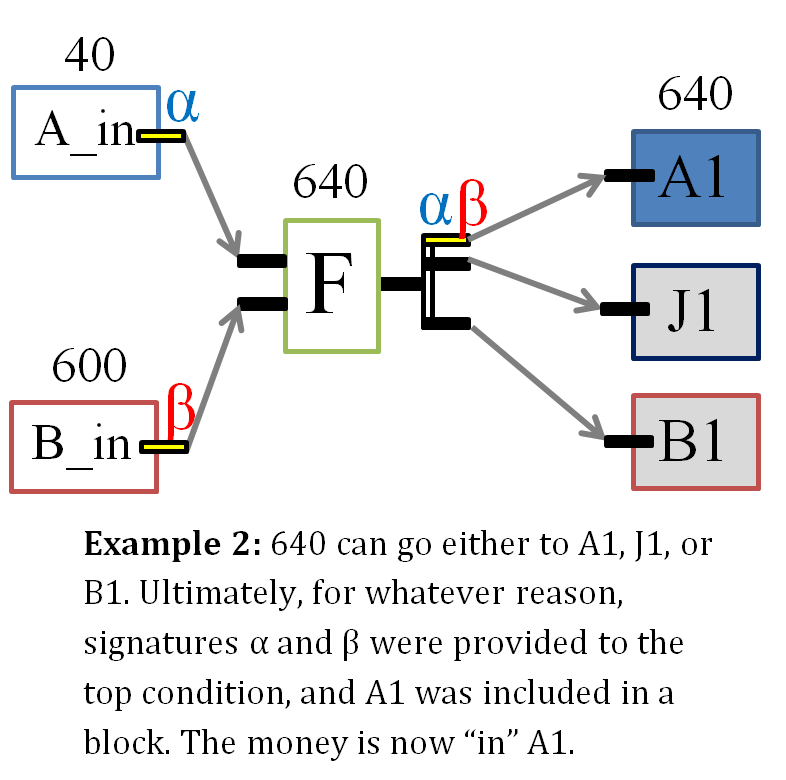 40
A_in α
640
640
A1
αβ
F
J1
600
β
B_in
B1
Example 2: 640 can go either to A1, J1, or
B1. Ultimately, for whatever reason,
signatures α and β were provided to the
top condition, and A1 was included in a
block. The money is now “in” A1.